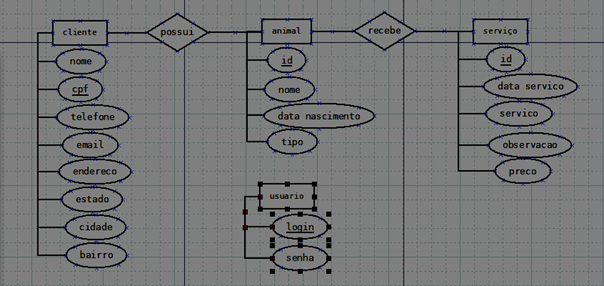 cliente
possui
animal
recebe
serviço
nome
cpf
telefone
email
endereco
estado
cidade
bairro
id
nome
data nascimento
tipo
id
data servico
servico
observacao
preco
usuario
login
senha